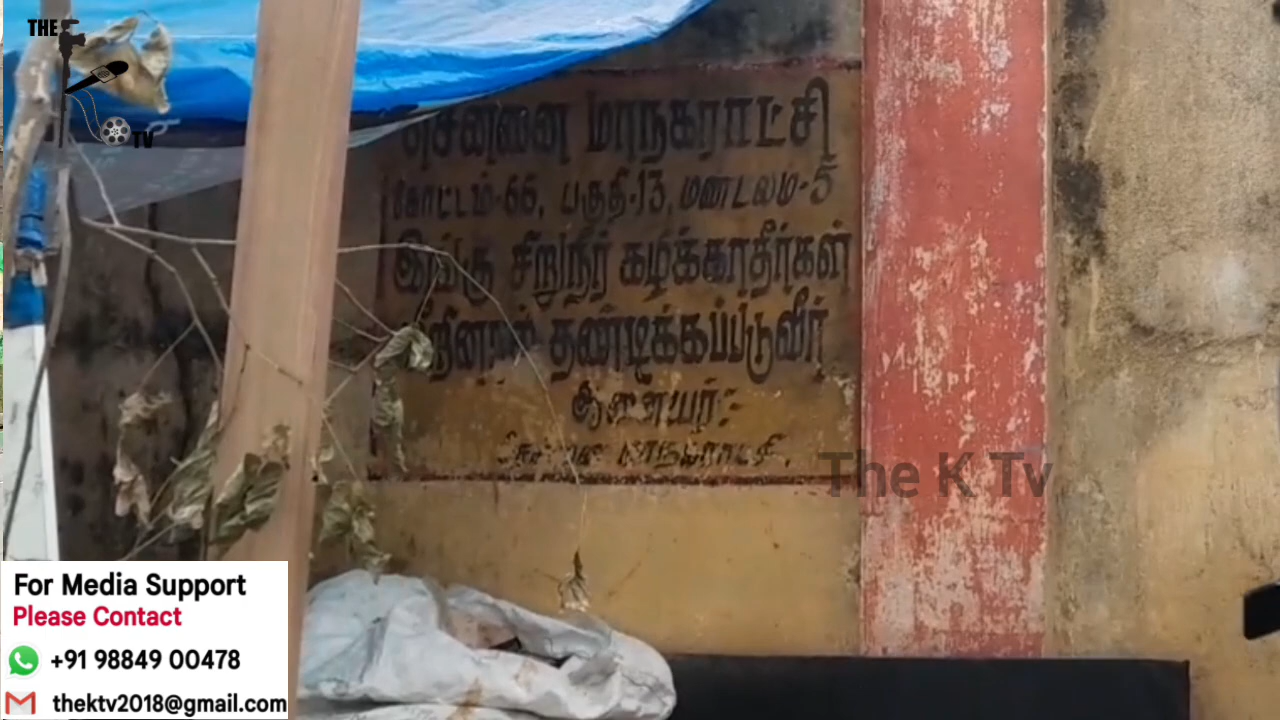 THE
TV
சென்னை மாநகராட்சி
கோட்டம்-66, பகுதி-13, மண்டலம்-5
இங்கு சிறுநீர் கழிக்காதீர்கள்
மீறினால் தண்டிக்கப்படுவீர்
ஆணையர்:-
சென்னை மாநகராட்சி.
The K Tv
For Media Support
Please Contact
+91 98849 00478
thektv2018@gmail.com